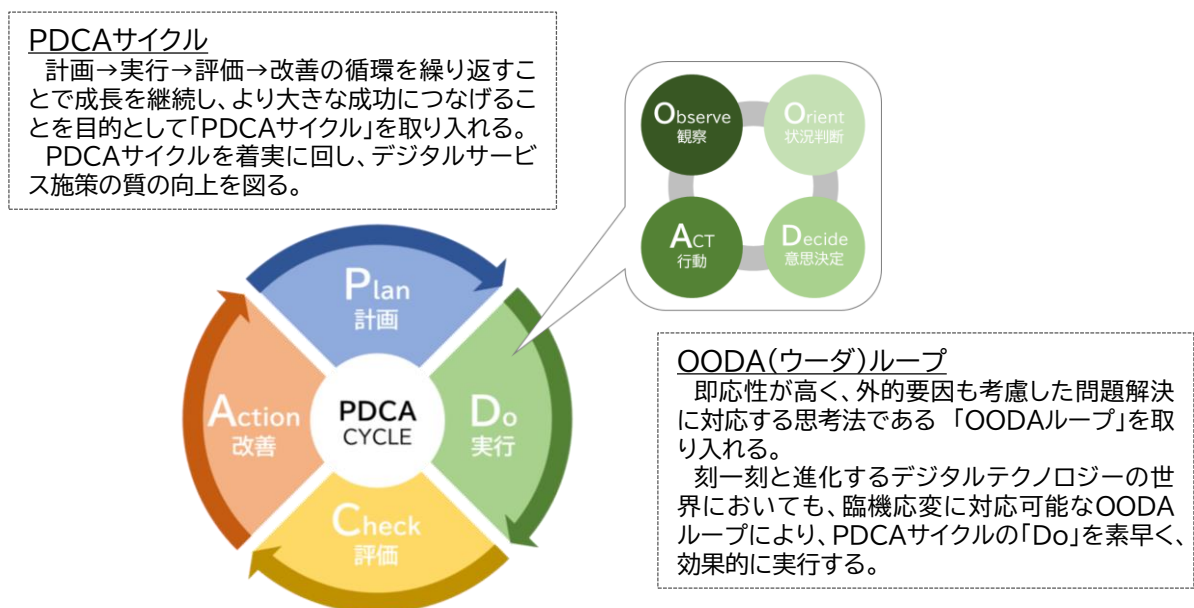 PDCAサイクル
計画→実行→評価→改善の循環を繰り返すこ
とで成長を継続し、より大きな成功につなげるこ
とを目的として「PDCAサイクル」を取り入れる。
PDCAサイクルを着実に回し、デジタルサービ
ス施策の質の向上を図る。
Observe
観察
Orient
状況判断
ACT
行動
Decide
意思決定
Plan
計画
Action
改善
PDCA
CYCLE
Do
実行
Check
評価
OODA(ウーダ)ループ
即応性が高く、外的要因も考慮した問題解決
に対応する思考法である 「OODAループ」を取
り入れる。
刻一刻と進化するデジタルテクノロジーの世
界においても、臨機応変に対応可能なOODA
ループにより、PDCAサイクルの「Do」を素早く、
効果的に実行する。